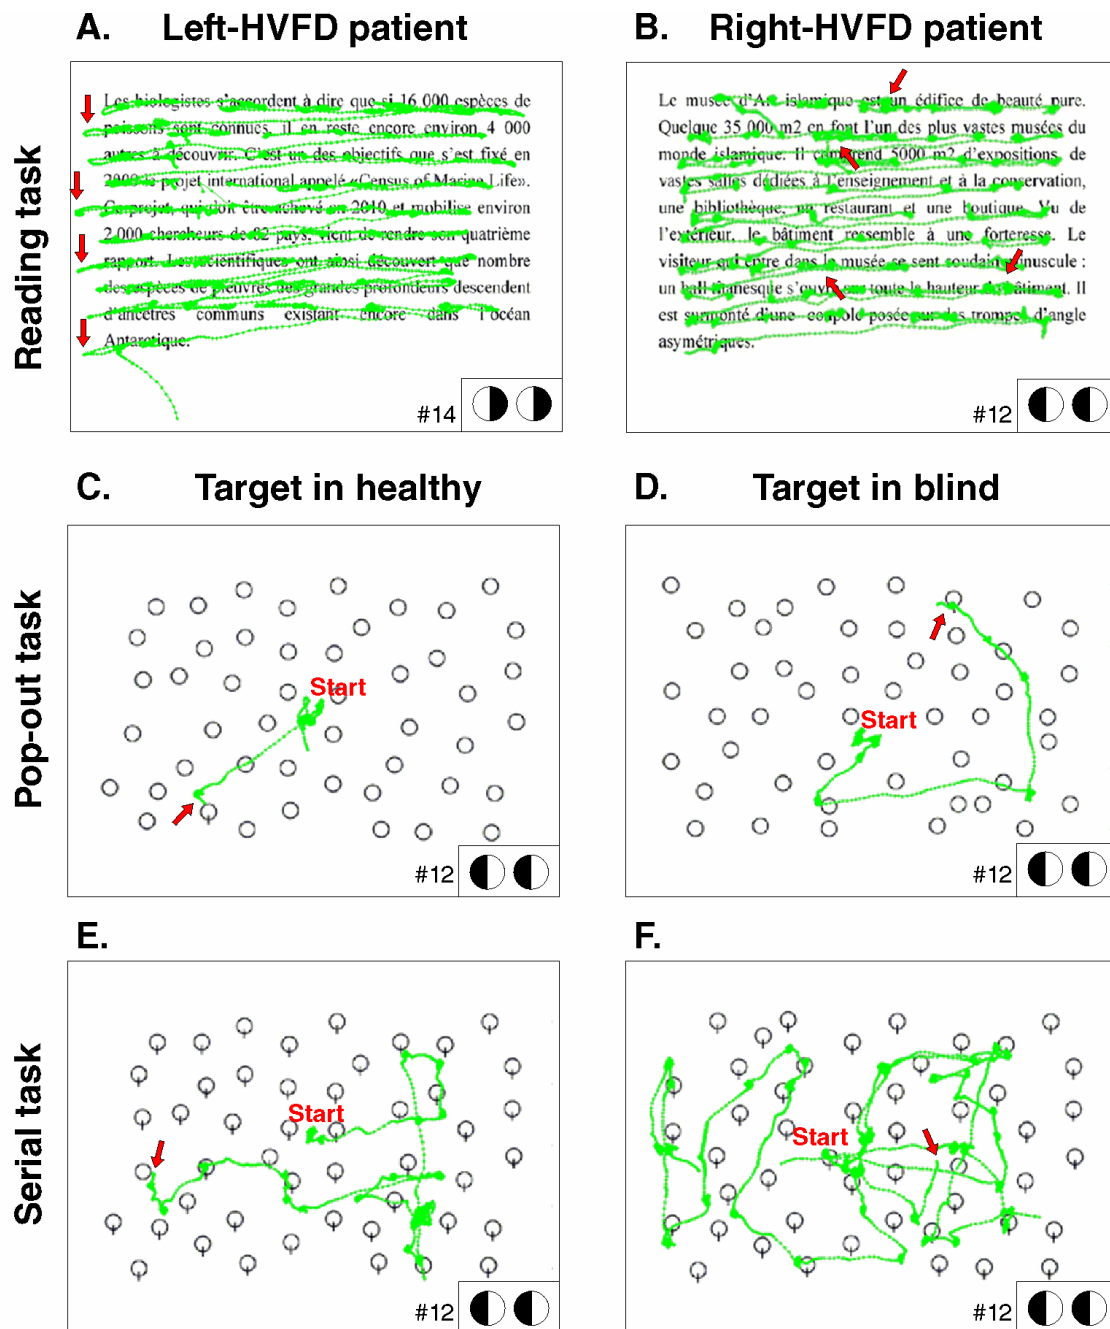 A. Left-HVFD patient
B. Right-HVFD patient
Reading task
Les biologistes s'accordent à dire que si 16 000 espèces de
poissons sont connues, il en reste encore environ 4 000
autres à découvrir. C'est un des objectifs que s'est fixé en
2000 le projet international appelé «Census of Marine Life».
Ce projet, qui doit être achevé en 2010 et mobilise environ
2 000 chercheurs de 82 pays, vient de rendre son quatrième
rapport. Les scientifiques ont ainsi découvert que nombre
des espèces de pieuvres des grandes profondeurs descendent
d'ancêtres communs existant encore dans l'océan
Antarctique.
#14
Le musée d'Art islamique est un édifice de beauté pure.
Quelque 35 000 m2 en font l'un des plus vastes musées du
monde islamique. Il comprend 5000 m2 d'expositions, de
vastes salles dédiées à l'enseignement et à la conservation,
une bibliothèque, un restaurant et une boutique. Vu de
l'extérieur, le bâtiment ressemble à une forteresse. Le
visiteur qui entre dans le musée se sent soudain minuscule :
un hall titanesque s'ouvre sur toute la hauteur du bâtiment. Il
est surmonté d'une coupole posée sur des trompes d'angle
asymétriques.
#12
C. Target in healthy
D. Target in blind
Pop-out task
Start
#12
Start
#12
E.
F.
Serial task
Start
#12
Start
#12